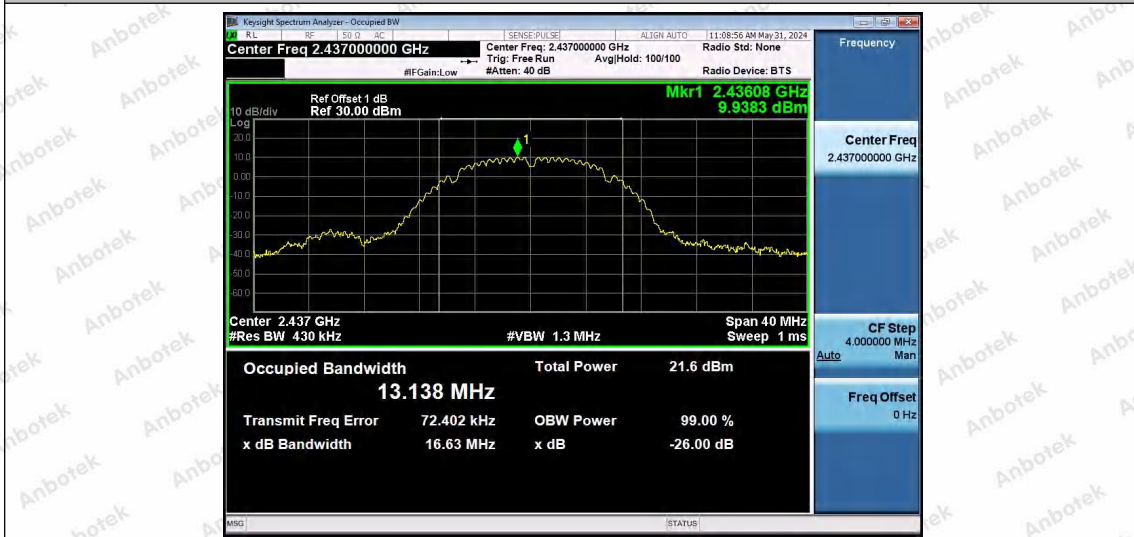 Keysight Spectrum Analyzer - Occupied BW
RL RF 50 Ω AC SENSE:PULSE ALIGN AUTO 11:08:56 AM May 31, 2024
Center Freq 2.437000000 GHz
Center Freq: 2.437000000 GHz
Radio Std: None
Trig: Free Run Avg|Hold: 100/100
#IFGain:Low
#Atten: 40 dB
Radio Device: BTS
Mkr1 2.43608 GHz
9.9383 dBm
Ref Offset 1 dB
10 dB/div Ref 30.00 dBm
Log
20.0
1
10.0
0.00
-10.0
-20.0
-30.0
-40.0
-50.0
-60.0
Center 2.437 GHz
Span 40 MHz
#Res BW 430 kHz
#VBW 1.3 MHz
Sweep 1 ms
Occupied Bandwidth
Total Power 21.6 dBm
13.138 MHz
Transmit Freq Error 72.402 kHz
OBW Power 99.00 %
x dB Bandwidth 16.63 MHz
x dB -26.00 dB
MSG
STATUS
Frequency
Center Freq
2.437000000 GHz
CF Step
4.000000 MHz
Auto Man
Freq Offset
0 Hz
Anbotek